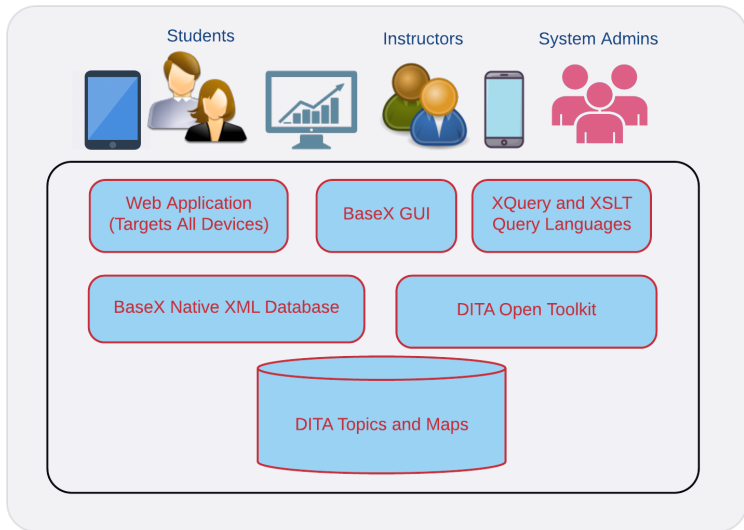 Students
Instructors
System Admins
Web Application
(Targets All Devices)
BaseX GUI
XQuery and XSLT
Query Languages
BaseX Native XML Database
DITA Open Toolkit
DITA Topics and Maps